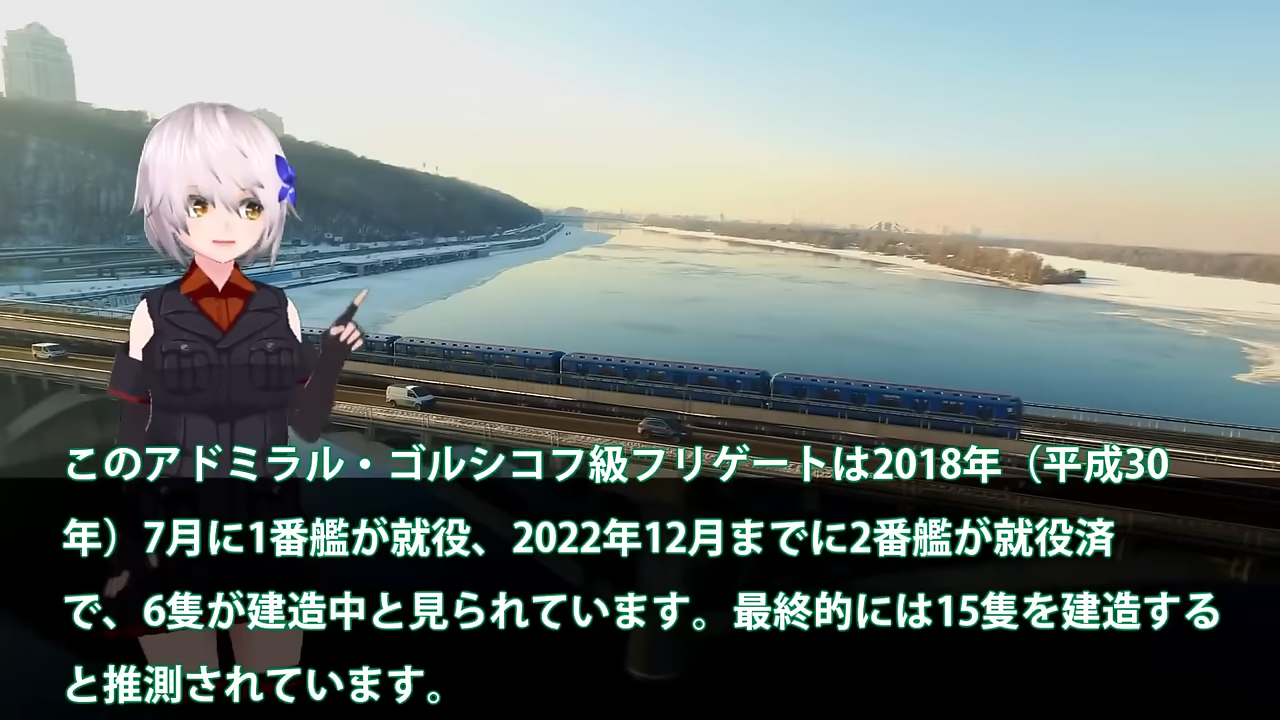 このアドミラル・ゴルシコフ級フリゲートは2018年（平成30
年）7月に1番艦が就役、2022年12月までに2番艦が就役済
で、6隻が建造中と見られています。最終的には15隻を建造する
と推測されています。